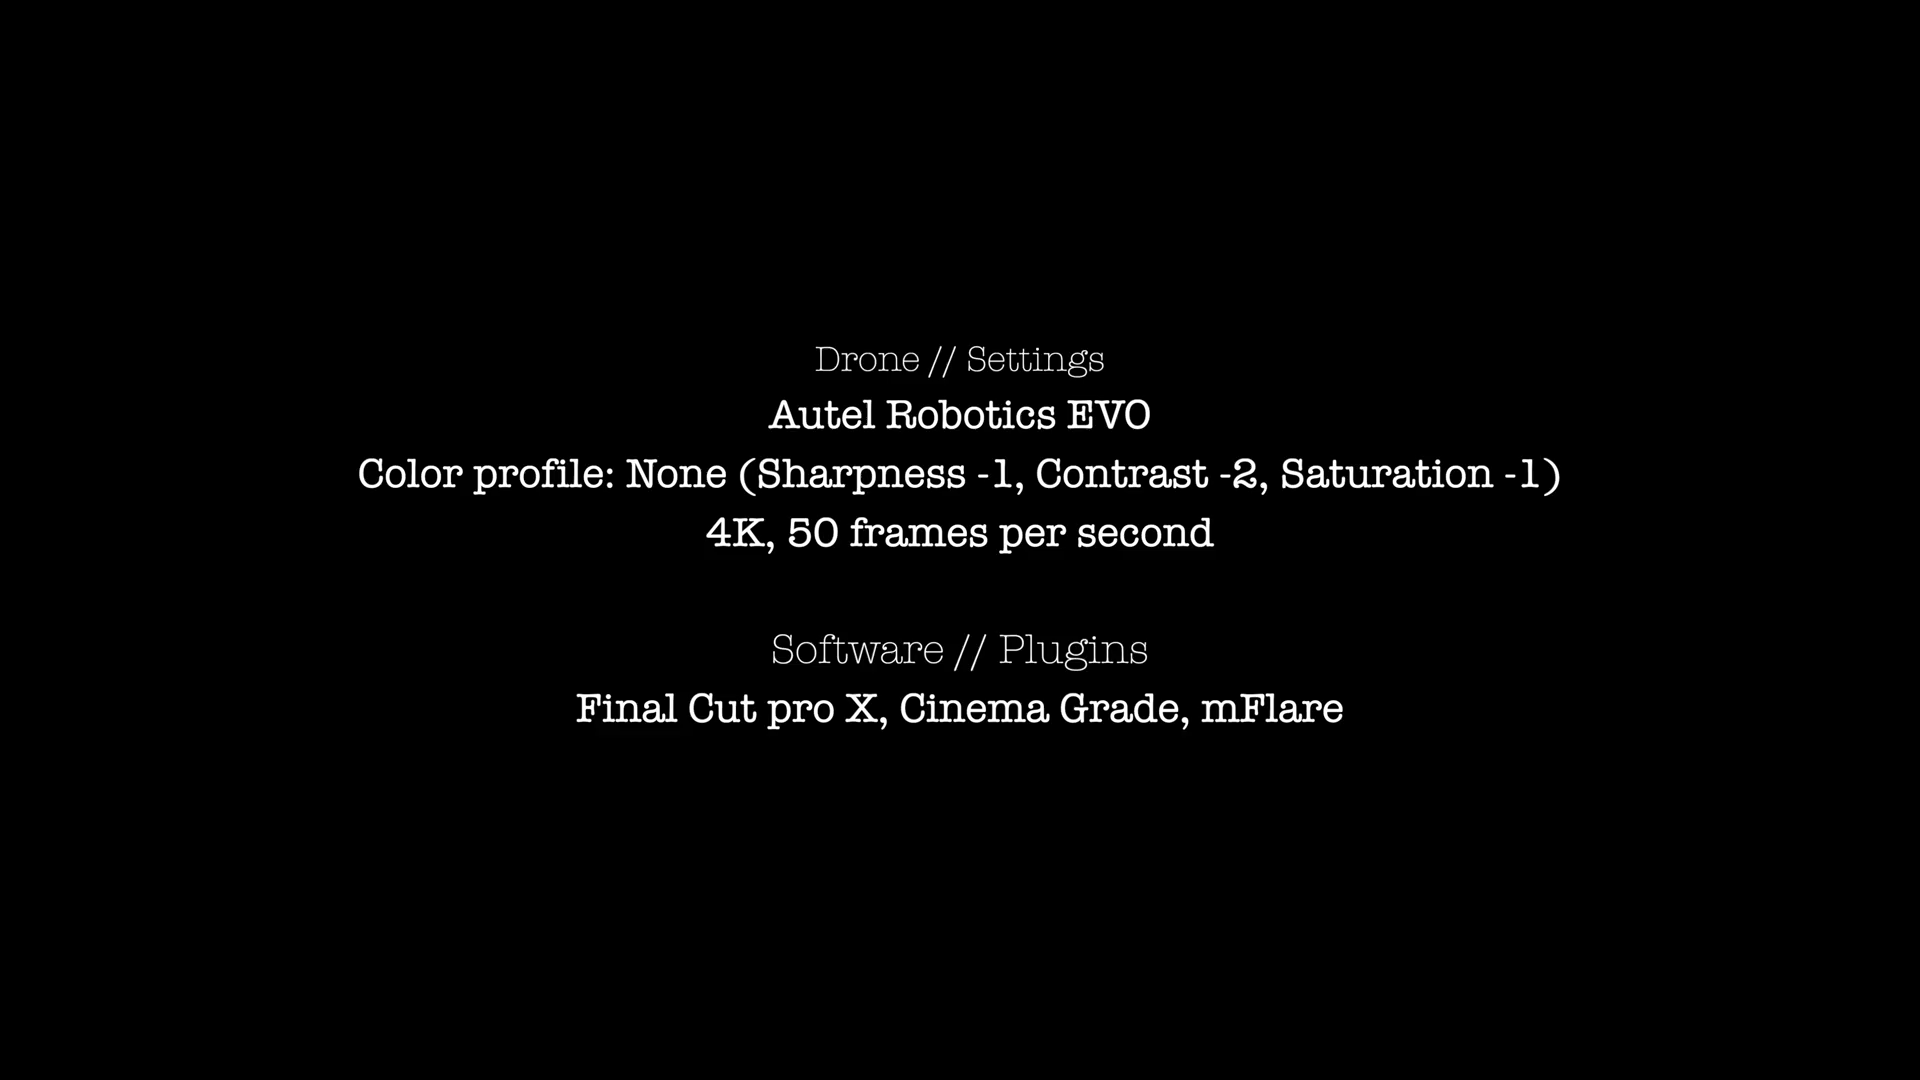 Drone // Settings
Autel Robotics EVO
Color profile: None (Sharpness -1, Contrast -2, Saturation -1)
4K, 50 frames per second
Software // Plugins
Final Cut pro X, Cinema Grade, mFlare